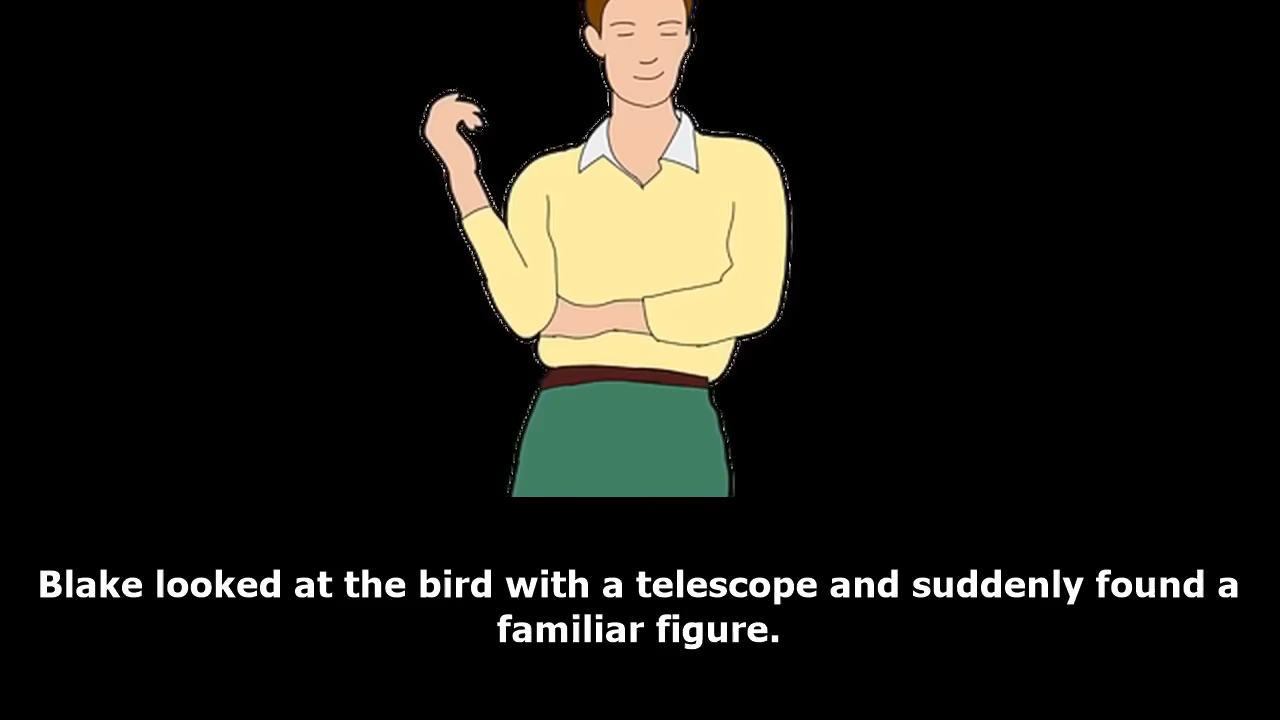 Blake looked at the bird with a telescope and suddenly found a
familiar figure.